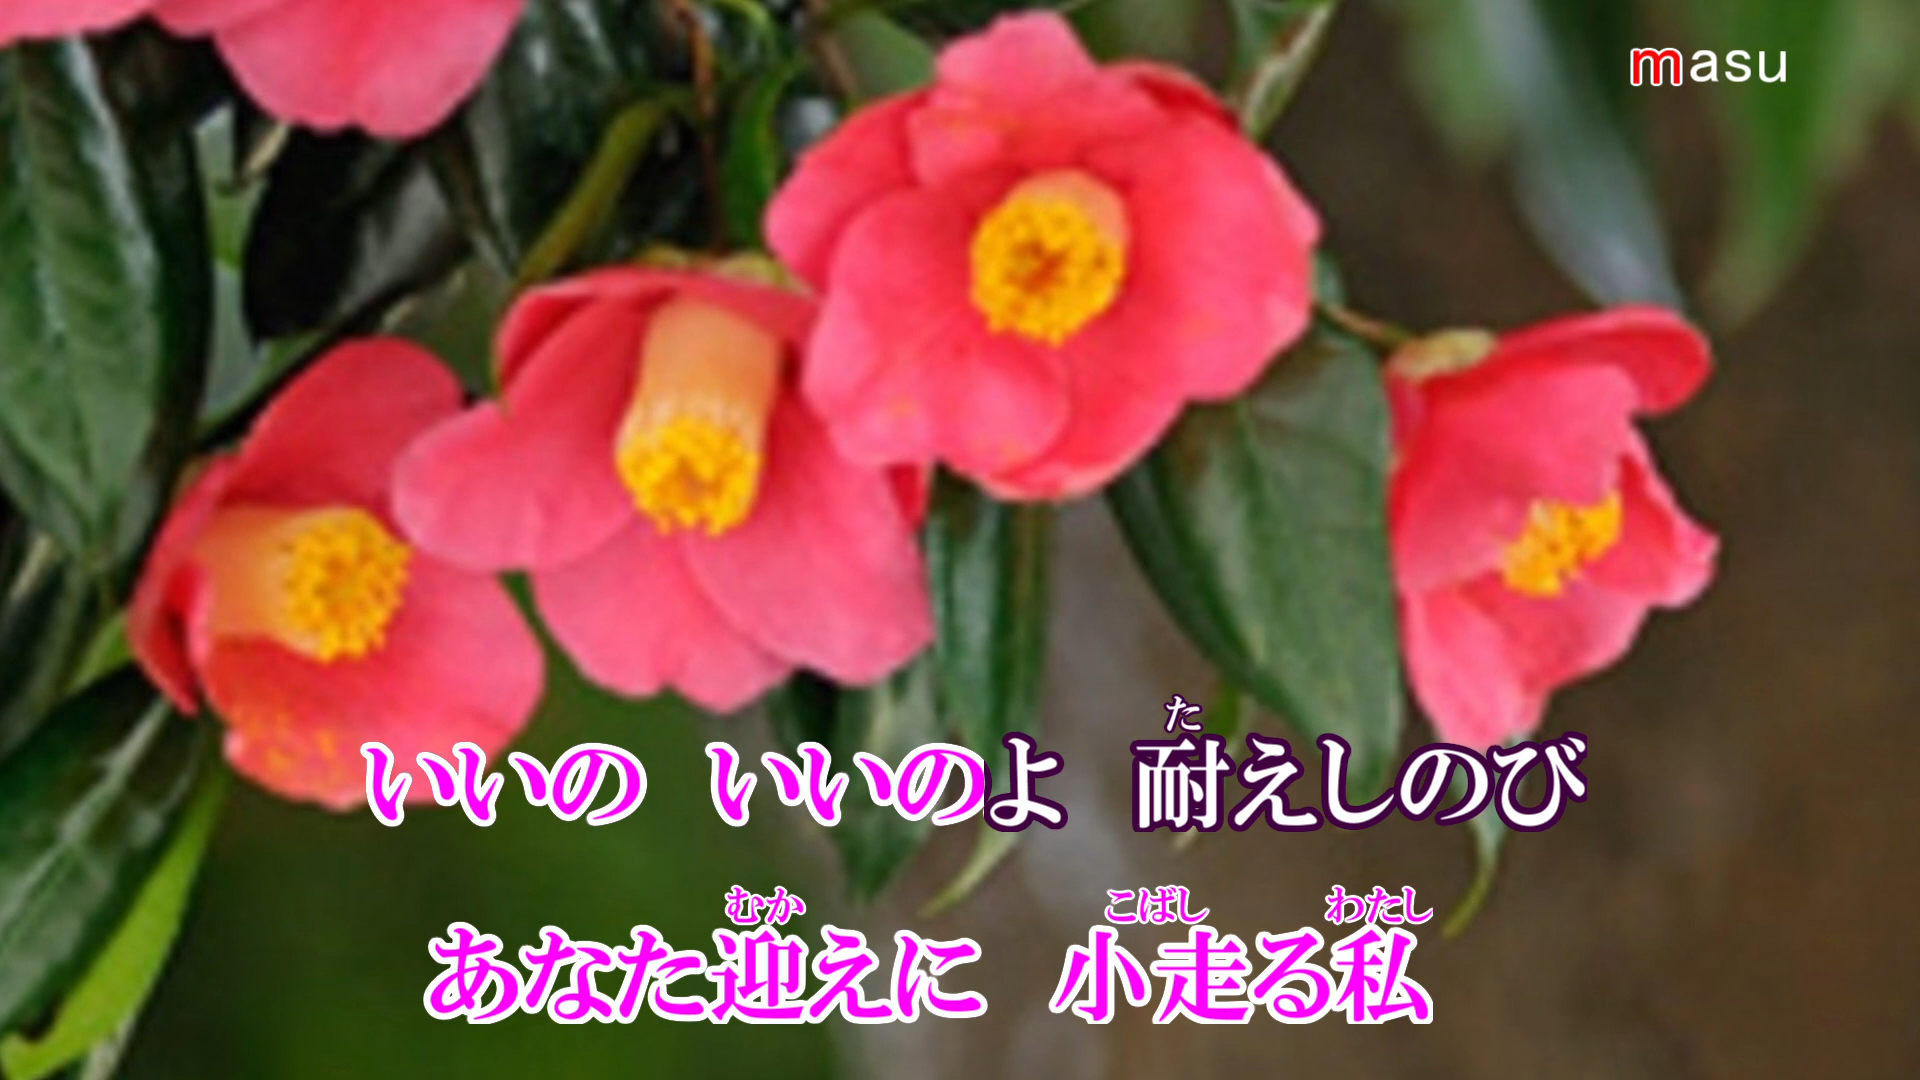 masu
た
いいの　いいのよ　耐えしのび
むか　こばし　わたし
あなた迎えに　小走る私